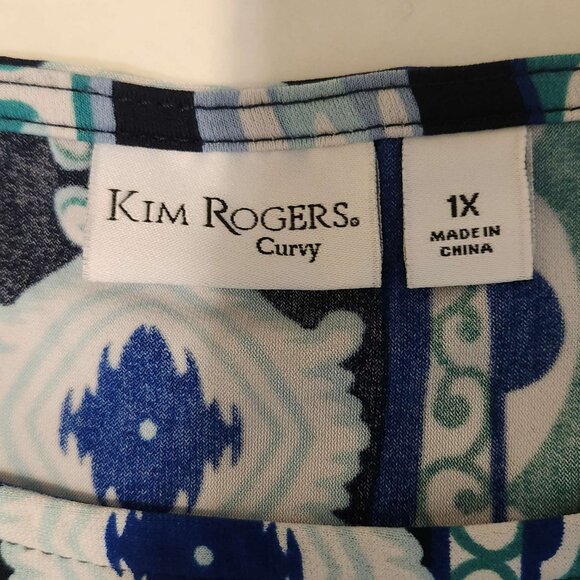 KIM ROGERS®
Curvy
1X
MADE IN
CHINA